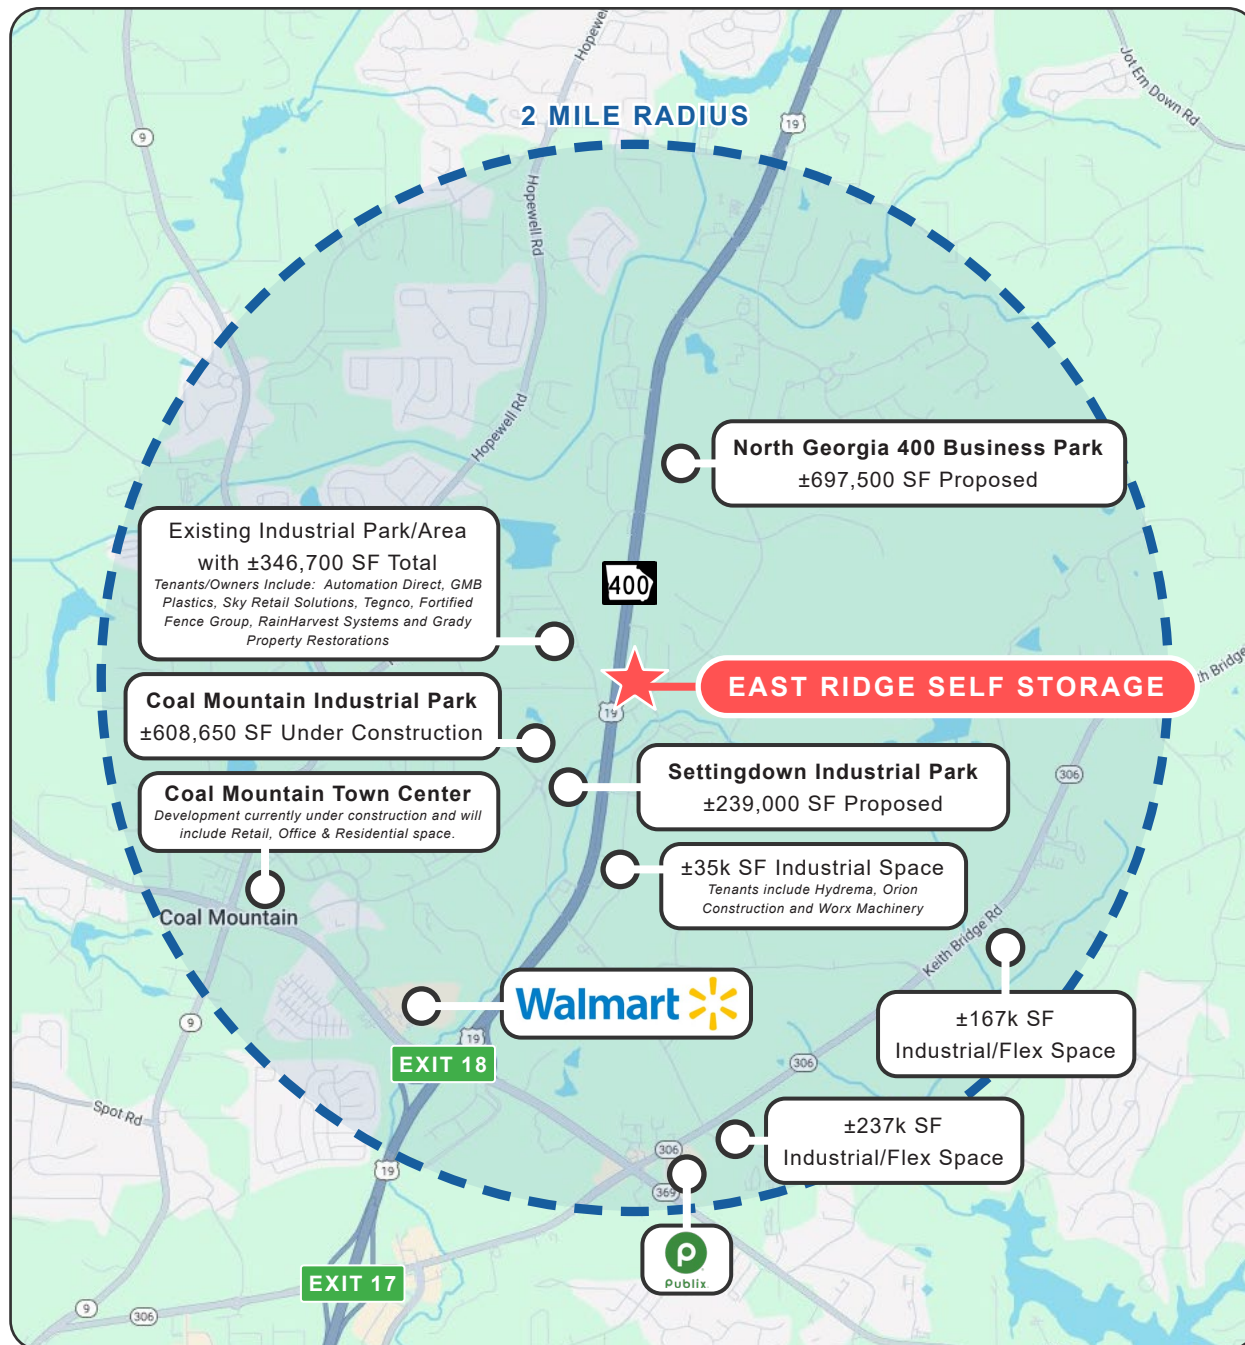 Hopewell
Jot Em Down Rd
9
2 MILE RADIUS
19
Hopewell Rd
Hopewell Rd
North Georgia 400 Business Park
±697,500 SF Proposed
Existing Industrial Park/Area
with ±346,700 SF Total
Tenants/Owners Include: Automation Direct, GMB
Plastics, Sky Retail Solutions, Tegnco, Fortified
Fence Group, RainHarvest Systems and Grady
Property Restorations
400
EAST RIDGE SELF STORAGE
th Bridge
Coal Mountain Industrial Park
±608,650 SF Under Construction
19
Settingdown Industrial Park
±239,000 SF Proposed
306
Coal Mountain Town Center
Development currently under construction and will
include Retail, Office & Residential space.
±35k SF Industrial Space
Tenants include Hydrema, Orion
Construction and Worx Machinery
Coal Mountain
Keith Bridge Rd
Walmart
9
19
EXIT 18
±167k SF
Industrial/Flex Space
306
Spot Rd
±237k SF
Industrial/Flex Space
306
19
369
Publix.
EXIT 17
9
306